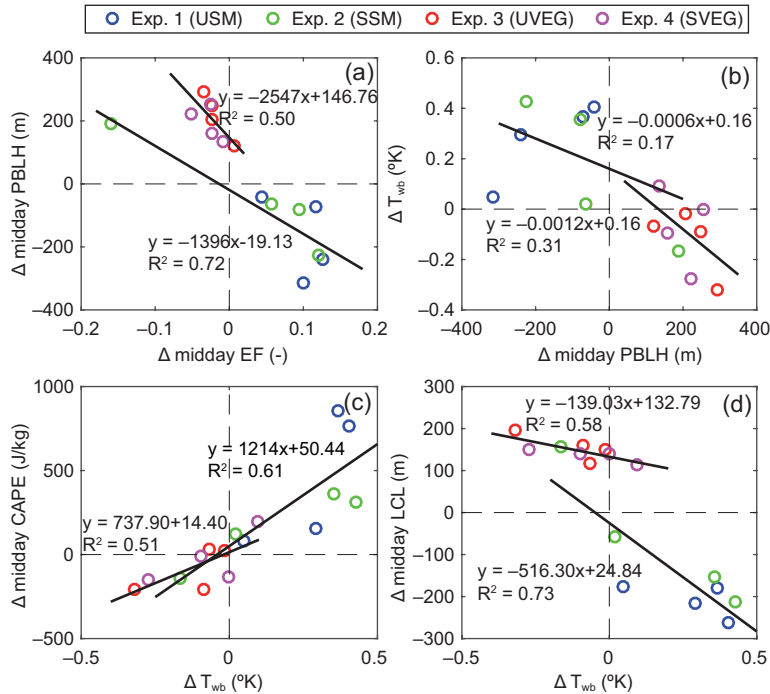 Exp. 1 (USM) Exp. 2 (SSM) Exp. 3 (UVEG) Exp. 4 (SVEG)
(a)
400
200
0
−200
−400
Δ midday PBLH (m)
y = −2547x+146.76
R² = 0.50
y = −1396x-19.13
R² = 0.72
−0.2 −0.1 0 0.1 0.2
Δ midday EF (-)
(b)
0.6
0.4
0.2
0
−0.2
−0.4
Δ T_wb (ºK)
y = −0.0006x+0.16
R² = 0.17
y = −0.0012x+0.16
R² = 0.31
−400 −200 0 200 400
Δ midday PBLH (m)
(c)
1000
500
0
−500
Δ midday CAPE (J/kg)
y = 1214x+50.44
R² = 0.61
y = 737.90+14.40
R² = 0.51
−0.5 0 0.5
Δ T_wb (ºK)
(d)
300
200
100
0
−100
−200
−300
Δ midday LCL (m)
y = −139.03x+132.79
R² = 0.58
y = −516.30+24.84
R² = 0.73
−0.5 0 0.5
Δ T_wb (ºK)